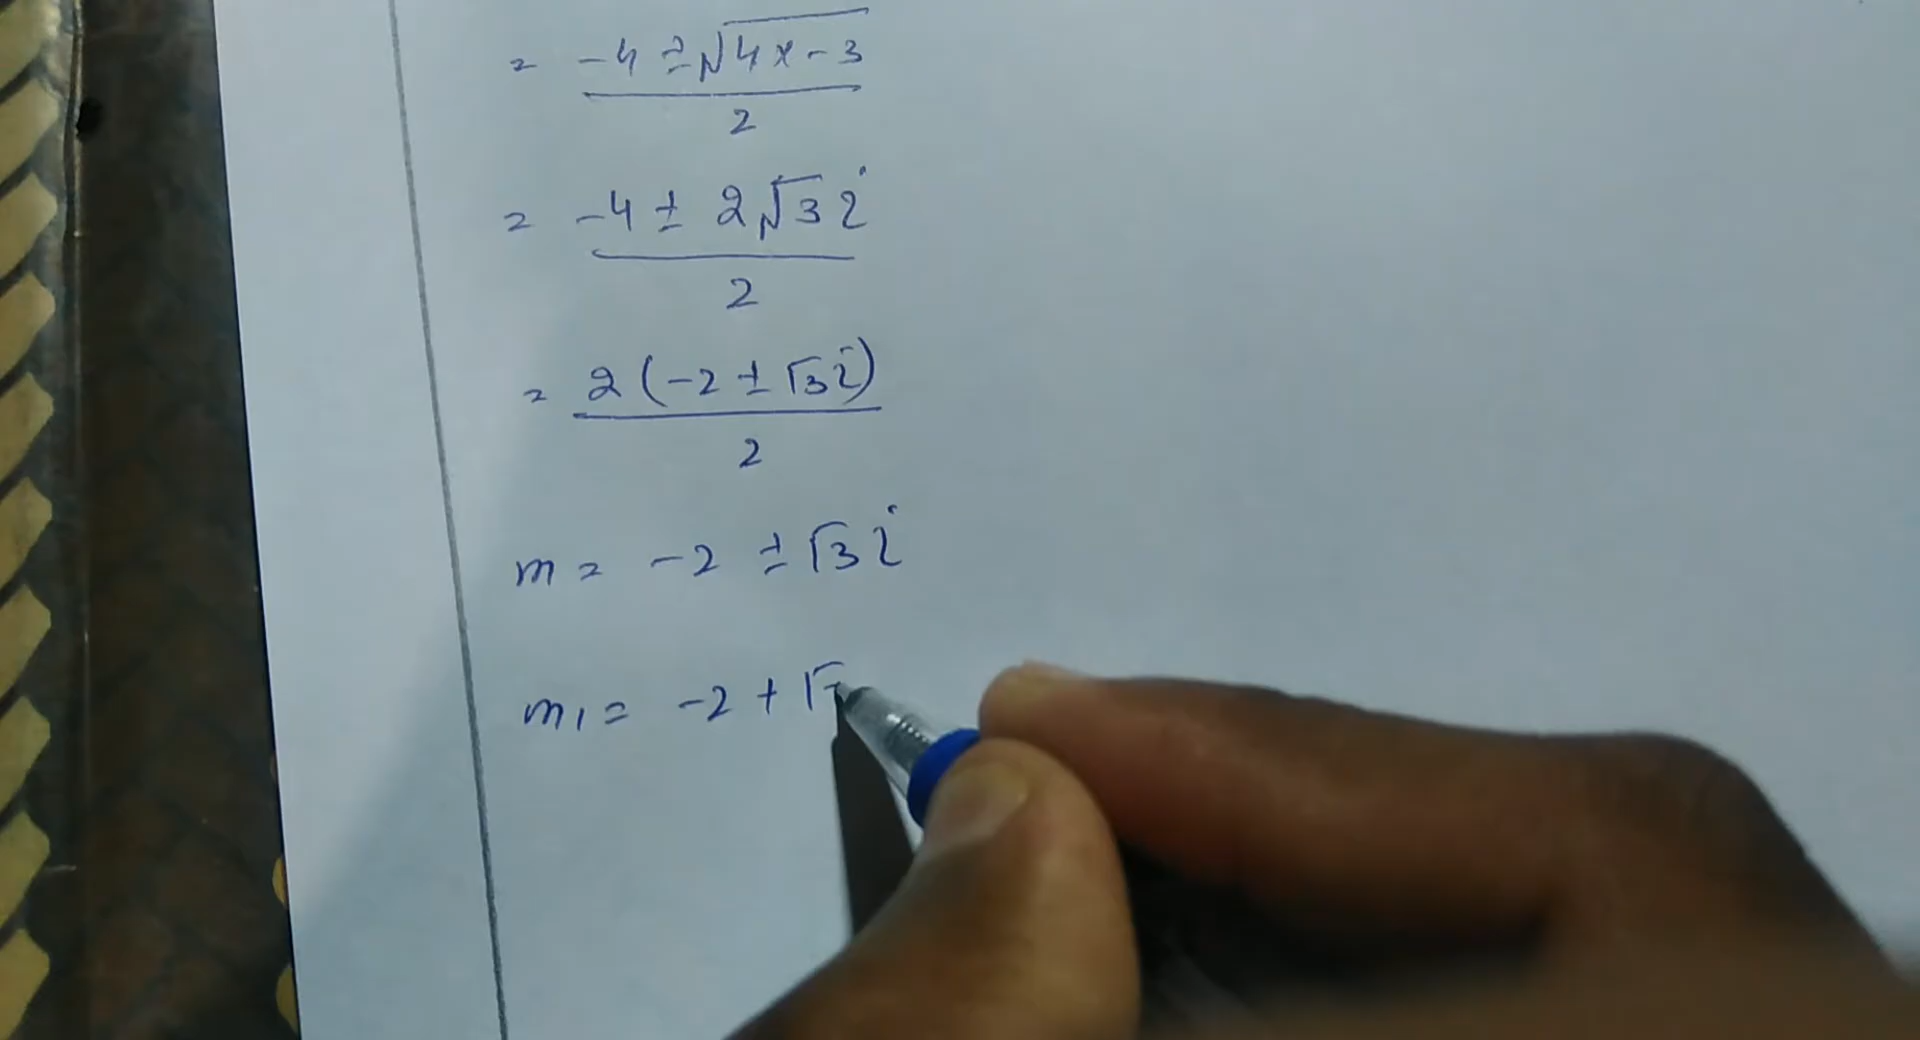 = (-4 ± √(4x-3))/2
= (-4 ± 2√3 i)/2
= 2(-2 ± √3 i)/2
m = -2 ± √3 i
m₁ = -2 + √